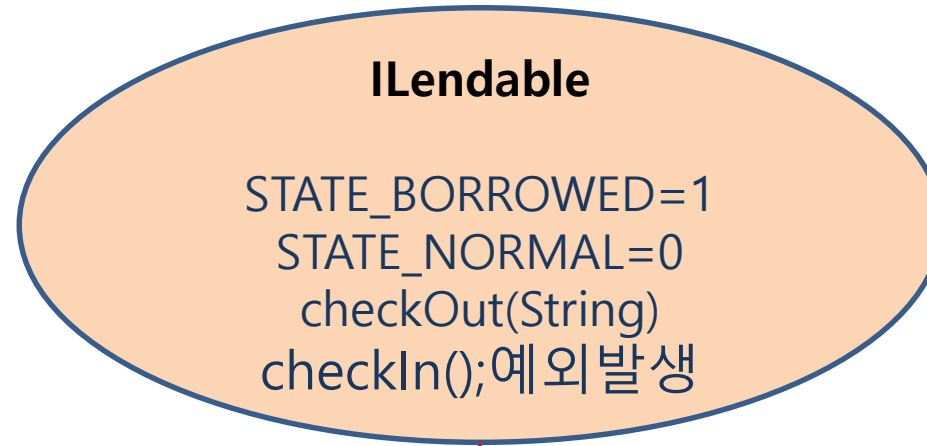 ILendable
STATE_BORROWED=1
STATE_NORMAL=0
checkOut(String)
checkIn();예외발생